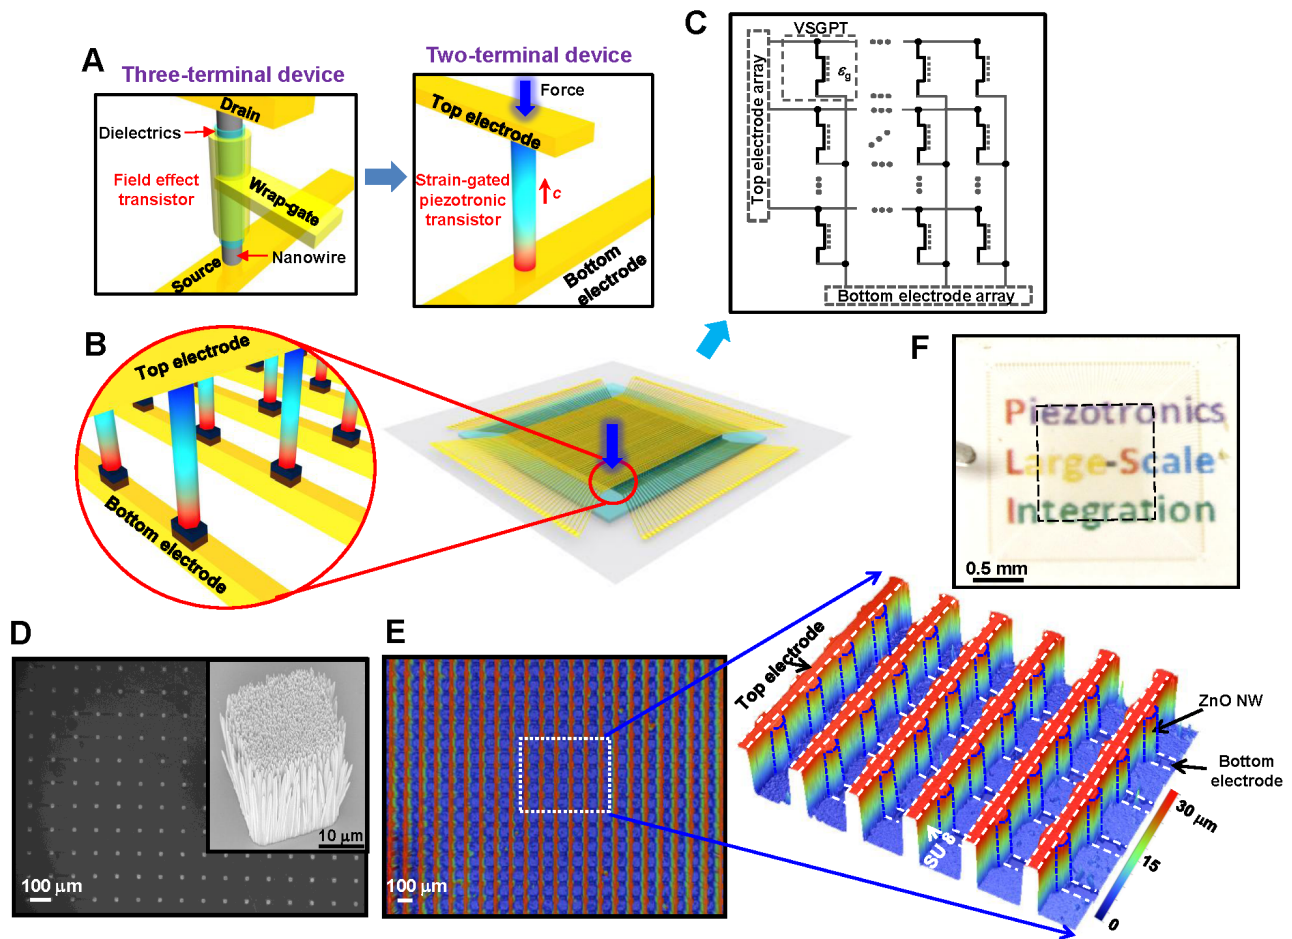 A
Three-terminal device
Drain
Dielectrics
Field effect
transistor
Wrap-gate
Nanowire
Source
Two-terminal device
Force
Top electrode
Strain-gated
piezotronic
transistor
c
Bottom
electrode
C
VSGPT
εg
Top electrode array
Bottom electrode array
B
Top electrode
Bottom electrode
F
Piezotronics
Large-Scale
Integration
0.5 mm
D
10 μm
100 μm
E
100 μm
Top electrode
ZnO NW
Bottom
electrode
SU 8
30 μm
15
0